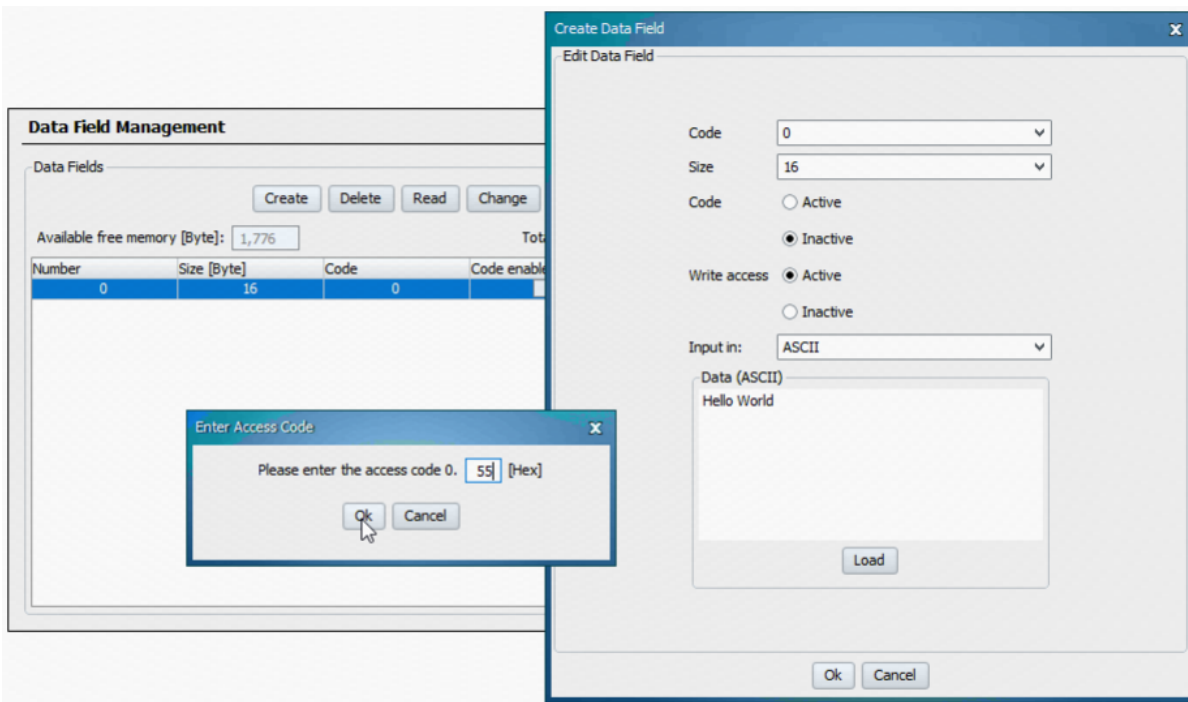 Data Field Management
Data Fields
Create Delete Read Change
Available free memory [Byte]: 1,776
Number Size [Byte] Code
0 16 0
Enter Access Code
Please enter the access code 0. 55 [Hex]
Ok Cancel
Create Data Field
Edit Data Field
Code 0
Size 16
Code Active
Inactive
Write access Active
Inactive
Input in: ASCII
Data (ASCII)
Hello World
Load
Ok Cancel